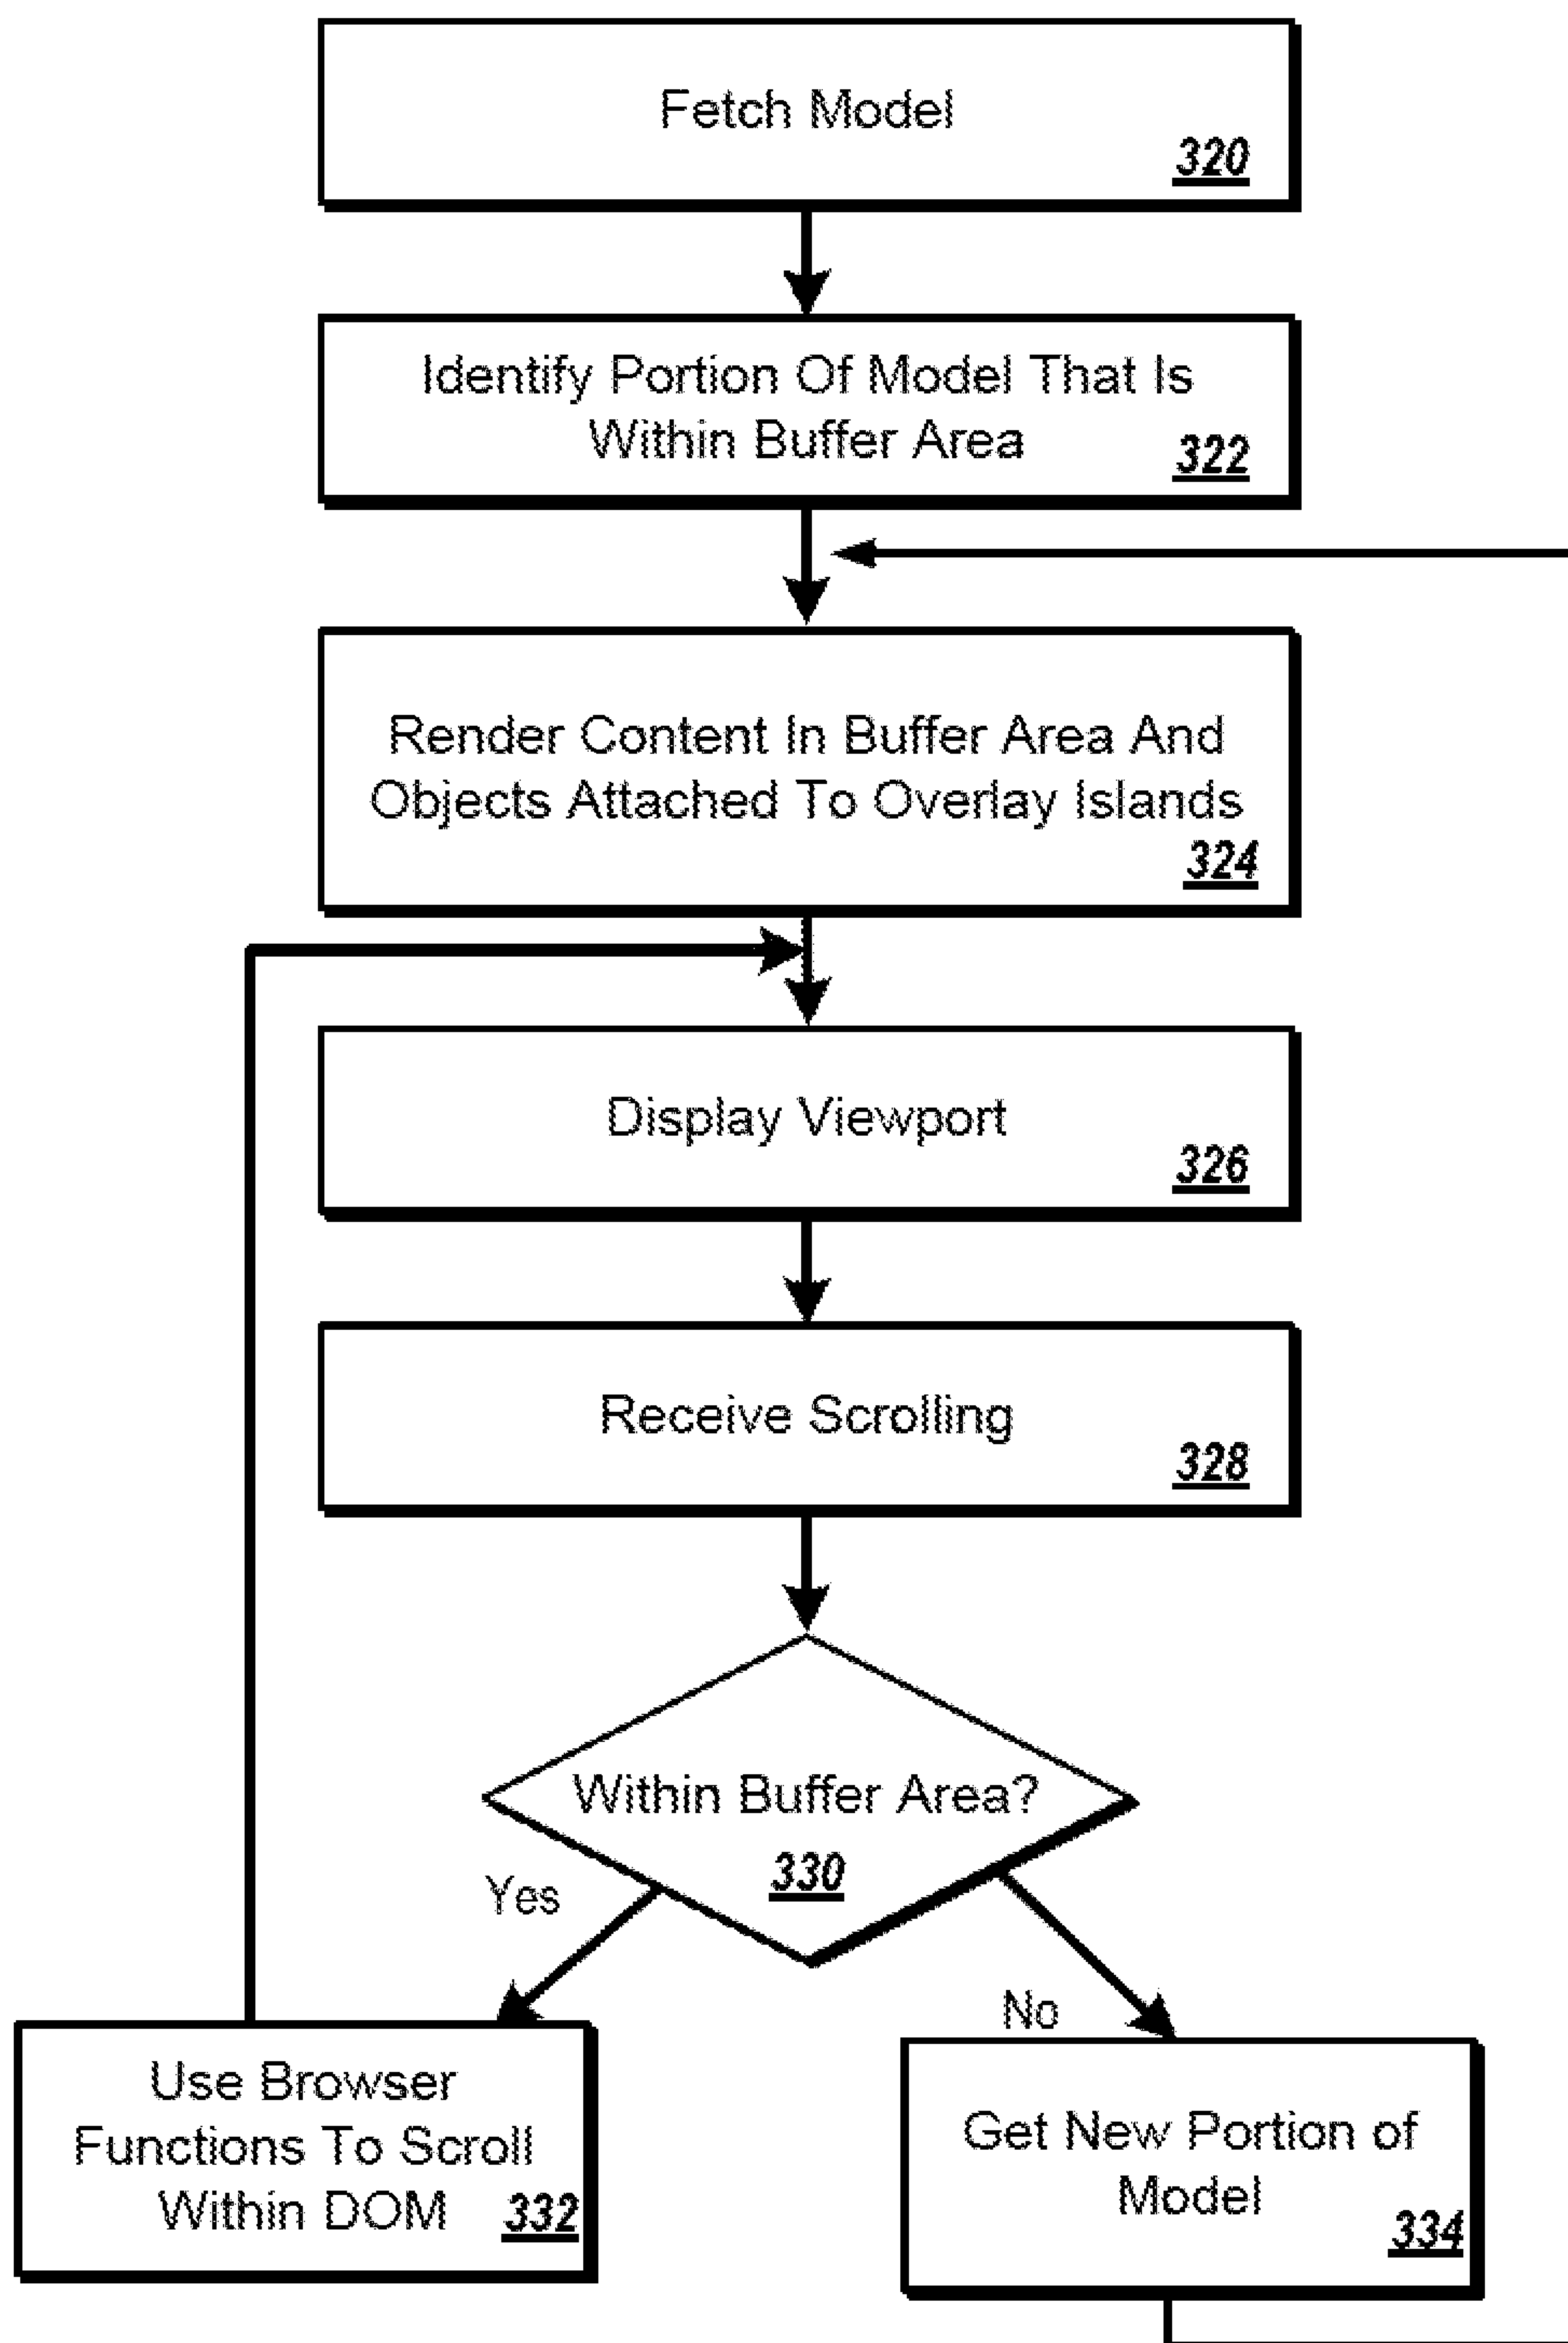 Fetch Model
320
Identify Portion Of Model That Is
Within Buffer Area
322
Render Content In Buffer Area And
Objects Attached To Overlay Islands
324
Display Viewport
326
Receive Scrolling
328
Within Buffer Area?
330
Yes
No
Use Browser
Functions To Scroll
Within DOM
332
Get New Portion of
Model
334